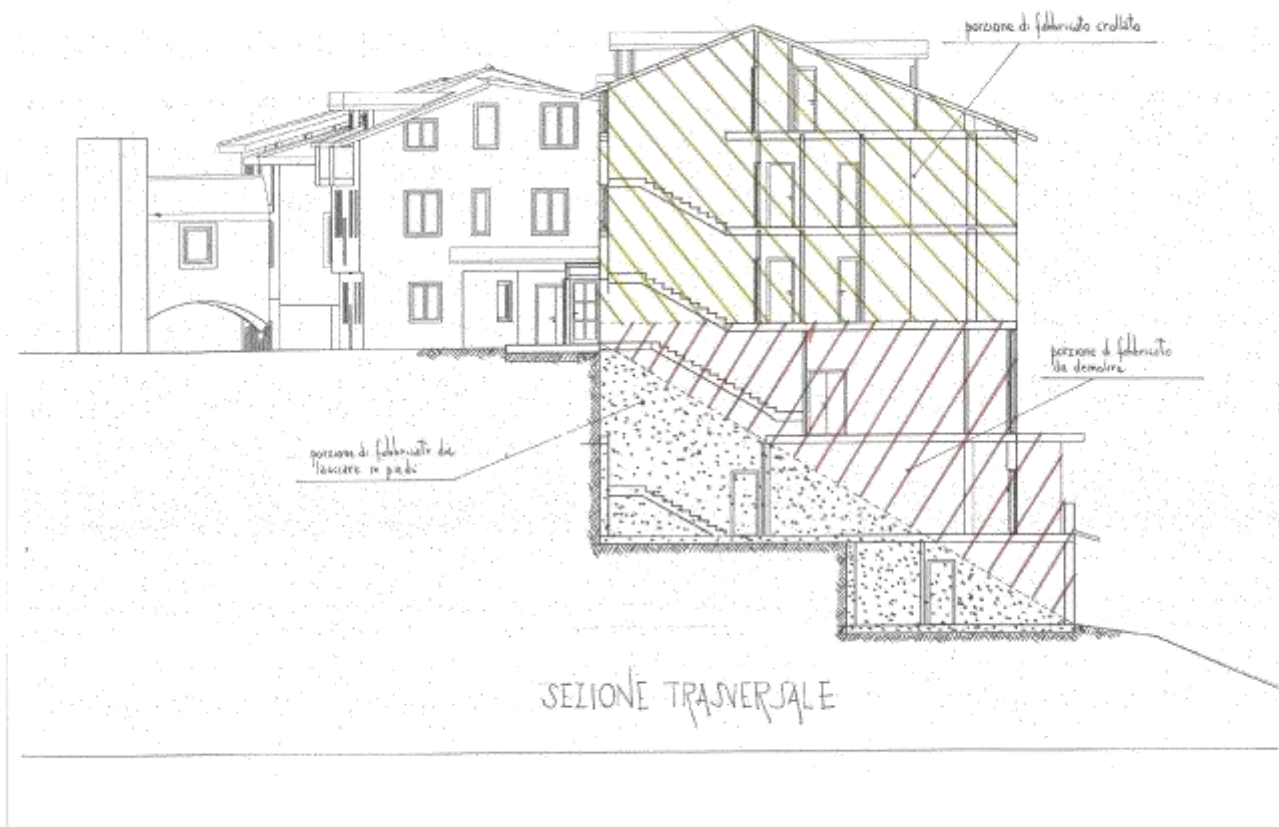 porzione di fabbricato crollata
porzione di fabbricato
da demolire
porzione di fabbricato da
lasciare in piedi
SEZIONE TRASVERSALE